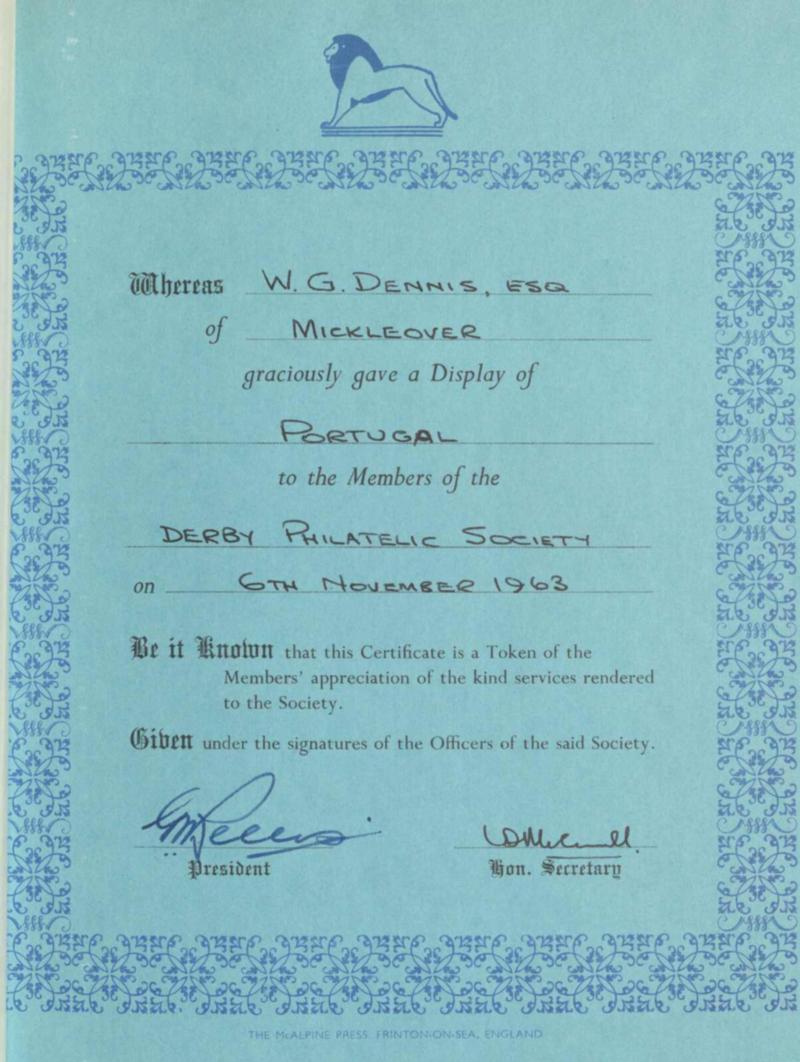 Whereas W. G. DENNIS, ESQ
of MICKLEOVER
graciously gave a Display of
PORTUGAL
to the Members of the
DERBY PHILATELIC SOCIETY
on 6TH NOVEMBER 1963
Be it Known that this Certificate is a Token of the
Members' appreciation of the kind services rendered
to the Society.
Given under the signatures of the Officers of the said Society.
President Hon. Secretary
THE McALPINE PRESS. FRINTON-ON-SEA, ENGLAND